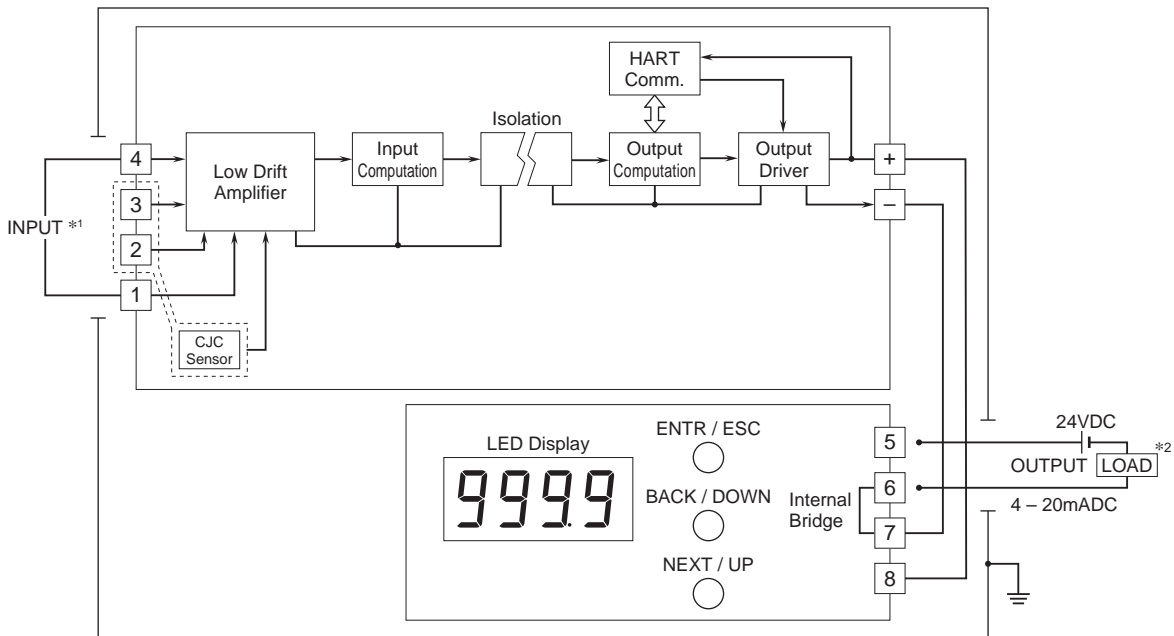 HART
Comm.
Isolation
4
Low Drift
Amplifier
Input
Computation
Output
Computation
Output
Driver
+
–
3
INPUT *1
2
1
CJC
Sensor
LED Display
999.9
ENTR / ESC
BACK / DOWN
NEXT / UP
Internal
Bridge
5
6
7
8
24VDC
OUTPUT
LOAD
*2
4 – 20mADC